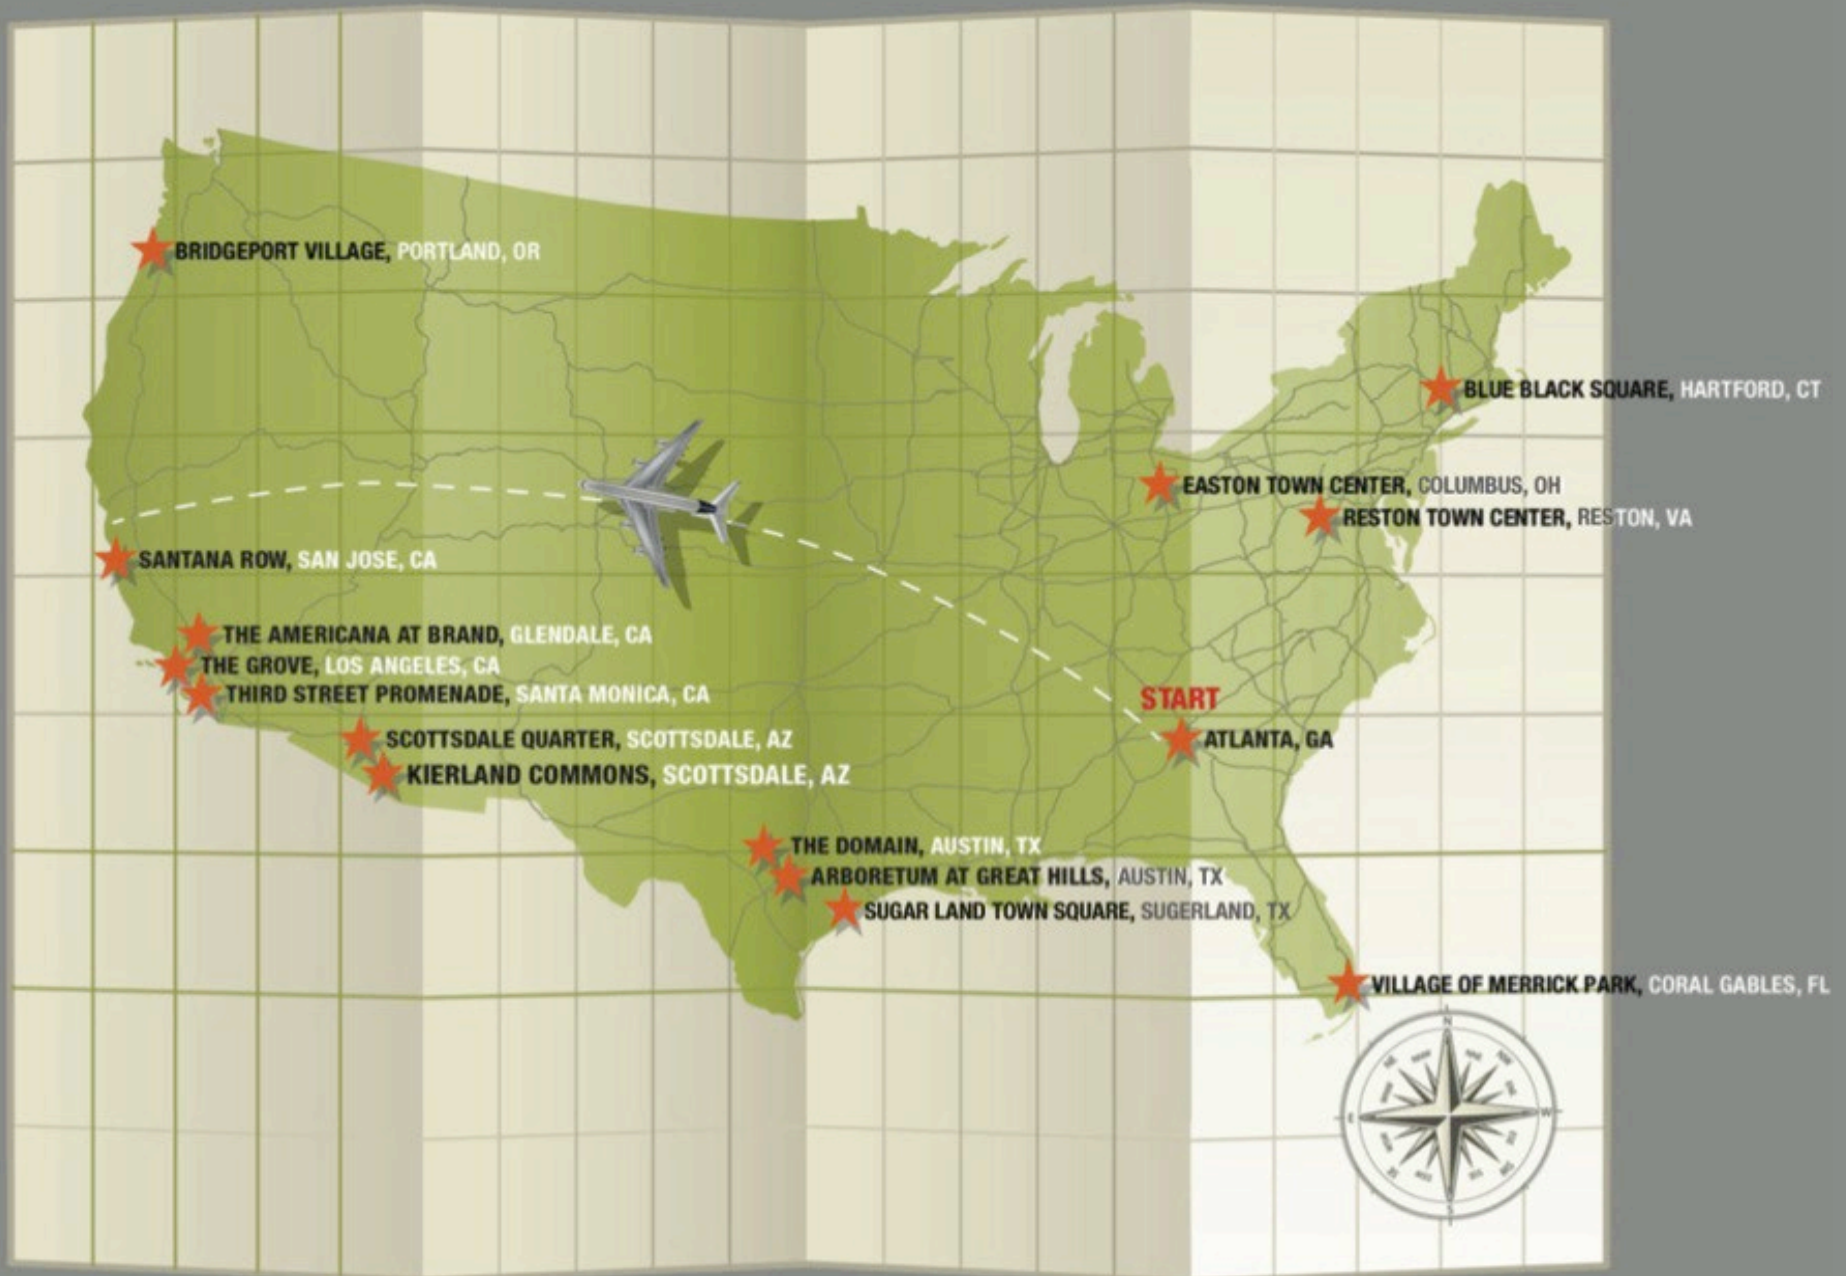 BRIDGEPORT VILLAGE, PORTLAND, OR
BLUE BLACK SQUARE, HARTFORD, CT
EASTON TOWN CENTER, COLUMBUS, OH
RESTON TOWN CENTER, RESTON, VA
SANTANA ROW, SAN JOSE, CA
THE AMERICANA AT BRAND, GLENDALE, CA
THE GROVE, LOS ANGELES, CA
THIRD STREET PROMENADE, SANTA MONICA, CA
START
ATLANTA, GA
SCOTTSDALE QUARTER, SCOTTSDALE, AZ
KIERLAND COMMONS, SCOTTSDALE, AZ
THE DOMAIN, AUSTIN, TX
ARBORETUM AT GREAT HILLS, AUSTIN, TX
SUGAR LAND TOWN SQUARE, SUGERLAND, TX
VILLAGE OF MERRICK PARK, CORAL GABLES, FL
N
E
W
S